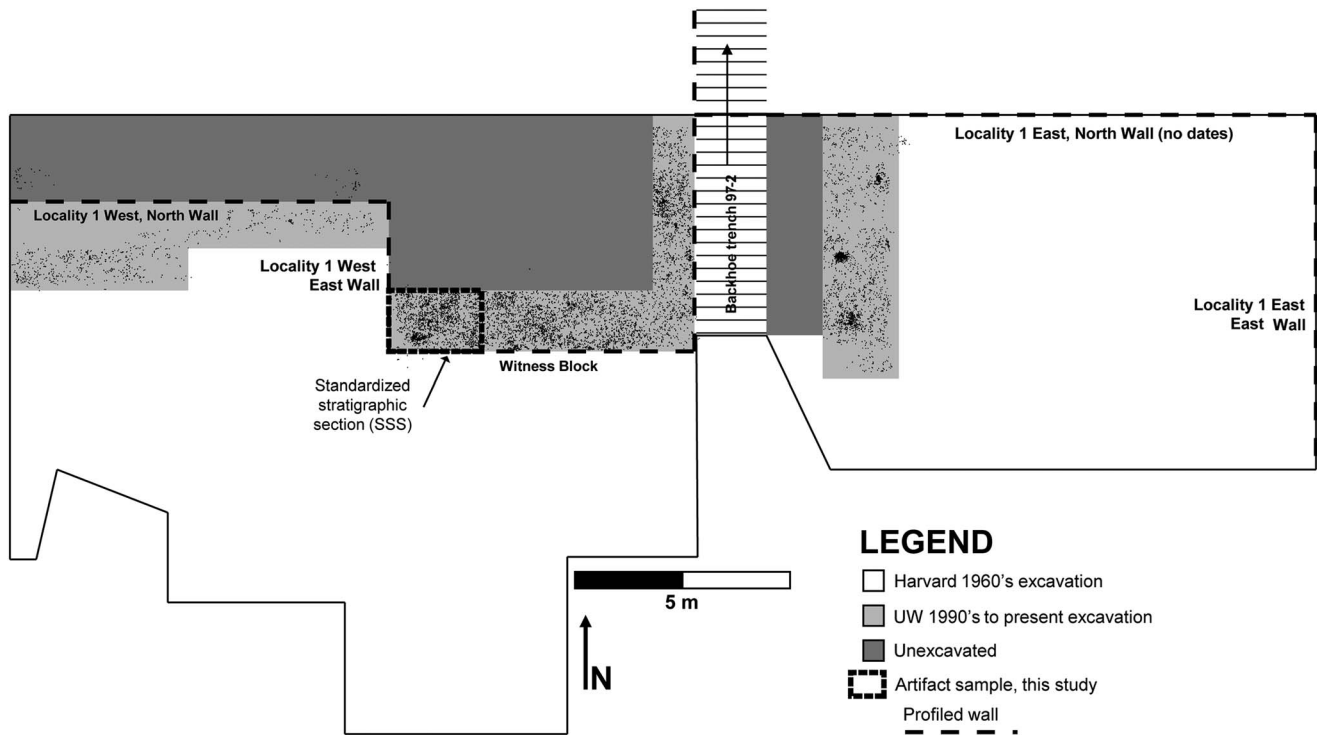 Locality 1 East, North Wall (no dates)
Backhoe trench 97-2
Locality 1 West, North Wall
Locality 1 West
East Wall
Locality 1 East
East Wall
Witness Block
Standardized
stratigraphic
section (SSS)
LEGEND
Harvard 1960's excavation
UW 1990's to present excavation
Unexcavated
Artifact sample, this study
Profiled wall
5 m
N